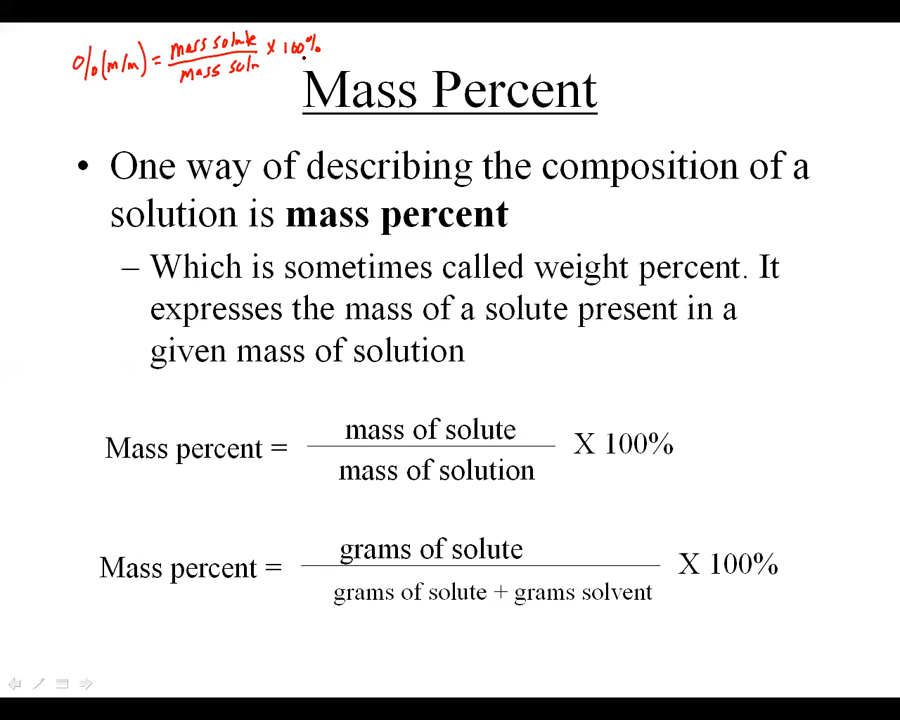 %(m/m) = mass solute / mass soln x 100%
Mass Percent
• One way of describing the composition of a
solution is mass percent
– Which is sometimes called weight percent. It
expresses the mass of a solute present in a
given mass of solution
mass of solute
Mass percent = X 100%
mass of solution
grams of solute
Mass percent = X 100%
grams of solute + grams solvent